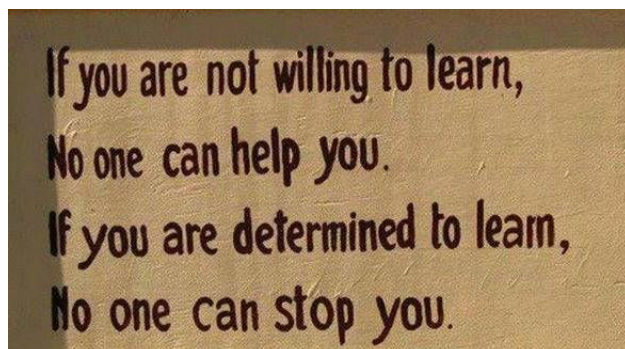 If you are not willing to learn,
No one can help you.
If you are determined to learn,
No one can stop you.